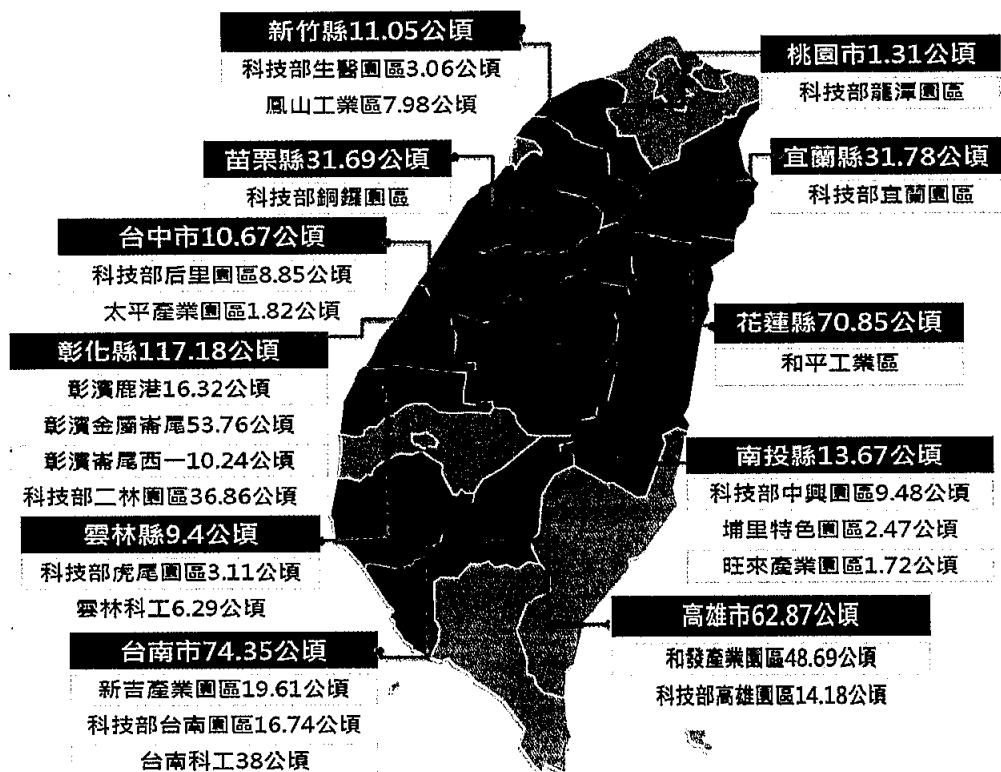 新竹縣11.05公頃
科技部生醫園區3.06公頃
鳳山工業區7.98公頃
桃園市1.31公頃
科技部龍潭園區
苗栗縣31.69公頃
科技部銅鑼園區
宜蘭縣31.78公頃
科技部宜蘭園區
台中市10.67公頃
科技部后里園區8.85公頃
太平產業園區1.82公頃
花蓮縣70.85公頃
和平工業區
彰化縣117.18公頃
彰濱鹿港16.32公頃
彰濱金屬崙尾53.76公頃
彰濱崙尾西一10.24公頃
科技部二林園區36.86公頃
南投縣13.67公頃
科技部中興園區9.48公頃
埔里特色園區2.47公頃
旺來產業園區1.72公頃
雲林縣9.4公頃
科技部虎尾園區3.11公頃
雲林科工6.29公頃
高雄市62.87公頃
和發產業園區48.69公頃
科技部高雄園區14.18公頃
台南市74.35公頃
新吉產業園區19.61公頃
科技部台南園區16.74公頃
台南科工38公頃